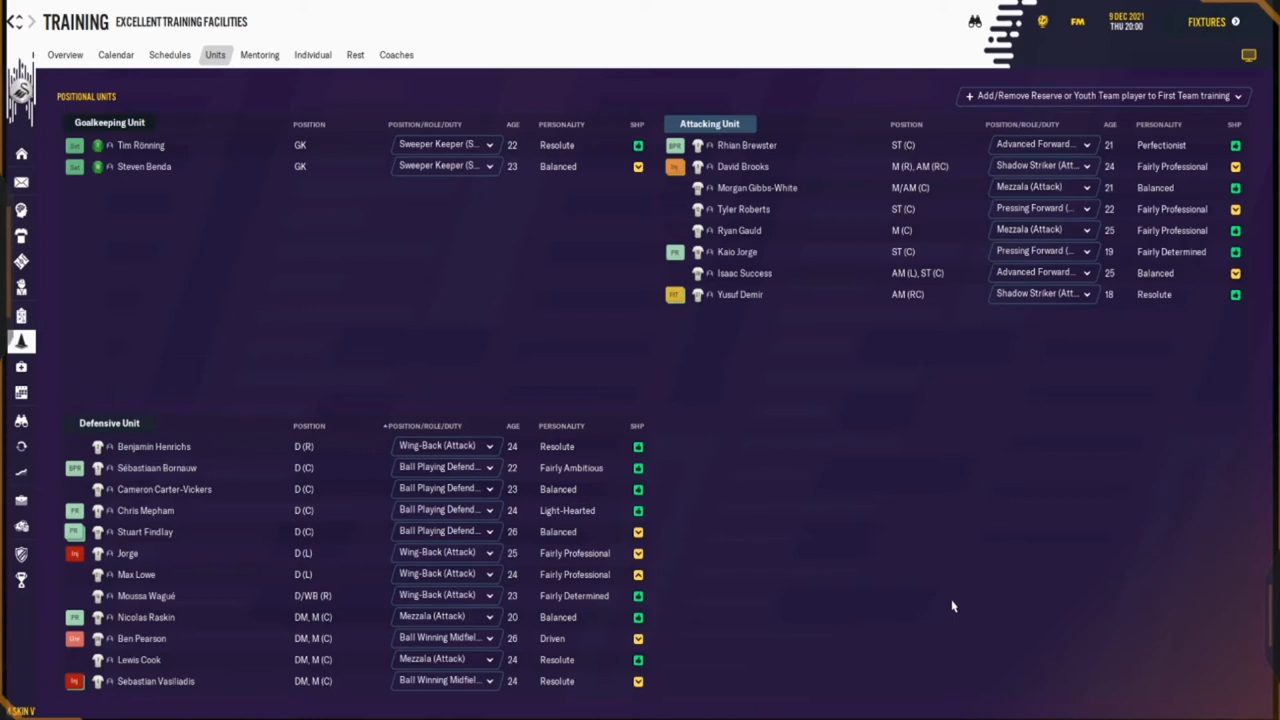 TRAINING EXCELLENT TRAINING FACILITIES
FM
9 DEC 2021
THU 20:00
FIXTURES
Overview Calendar Schedules Units Mentoring Individual Rest Coaches
POSITIONAL UNITS
+ Add/Remove Reserve or Youth Team player to First Team training
Goalkeeping Unit POSITION POSITION/ROLE/DUTY AGE PERSONALITY SHP
Set Tim Rönning GK Sweeper Keeper (S... 22 Resolute
Set Steven Benda GK Sweeper Keeper (S... 23 Balanced
Attacking Unit POSITION POSITION/ROLE/DUTY AGE PERSONALITY SHP
BPR Rhian Brewster ST (C) Advanced Forward... 21 Perfectionist
Inj David Brooks M (R), AM (RC) Shadow Striker (Att... 24 Fairly Professional
Morgan Gibbs-White M/AM (C) Mezzala (Attack) 21 Balanced
Tyler Roberts ST (C) Pressing Forward (... 22 Fairly Professional
Ryan Gauld M (C) Mezzala (Attack) 25 Fairly Professional
PR Kaio Jorge ST (C) Pressing Forward (... 19 Fairly Determined
Isaac Success AM (L), ST (C) Advanced Forward... 25 Balanced
Yusuf Demir AM (RC) Shadow Striker (Att... 18 Resolute
Defensive Unit POSITION POSITION/ROLE/DUTY AGE PERSONALITY SHP
Benjamin Henrichs D (R) Wing-Back (Attack) 24 Resolute
BPR Sébastiaan Bornauw D (C) Ball Playing Defend... 22 Fairly Ambitious
Cameron Carter-Vickers D (C) Ball Playing Defend... 23 Balanced
PR Chris Mepham D (C) Ball Playing Defend... 24 Light-Hearted
PR Stuart Findlay D (C) Ball Playing Defend... 26 Balanced
Inj Jorge D (L) Wing-Back (Attack) 25 Fairly Professional
Max Lowe D (L) Wing-Back (Attack) 24 Fairly Professional
Moussa Wagué D/WB (R) Wing-Back (Attack) 23 Fairly Determined
PR Nicolas Raskin DM, M (C) Mezzala (Attack) 20 Balanced
Ben Pearson DM, M (C) Ball Winning Midfiel... 26 Driven
Lewis Cook DM, M (C) Mezzala (Attack) 24 Resolute
Inj Sebastian Vasiliadis DM, M (C) Ball Winning Midfiel... 24 Resolute
SKIN V